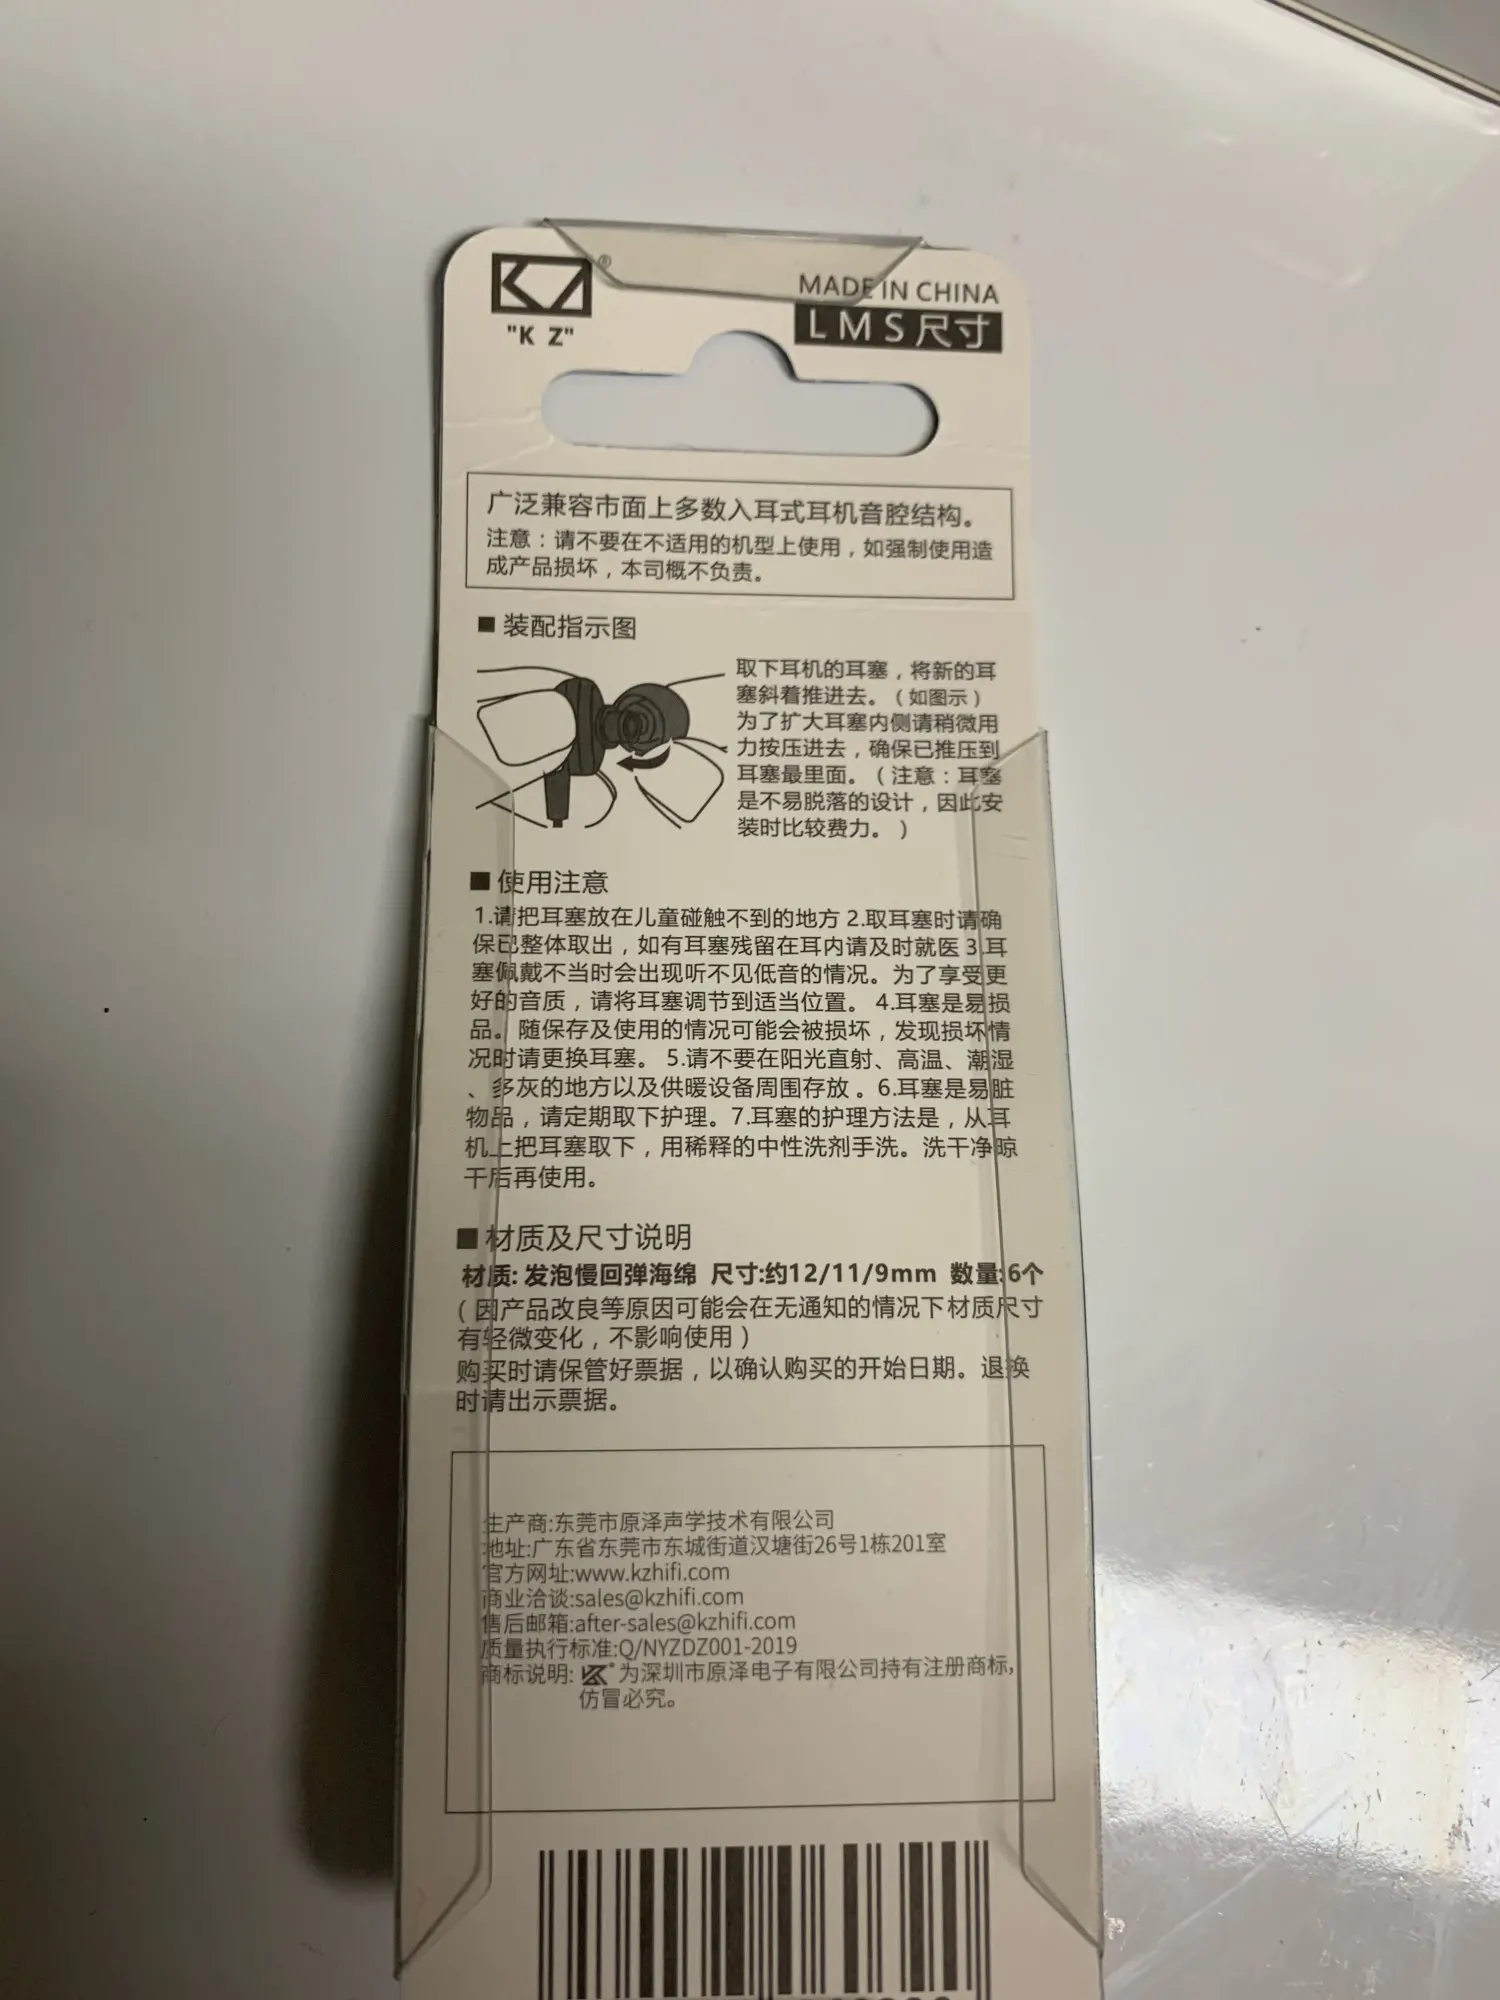 KZ®
"K Z"
MADE IN CHINA
LMS尺寸
广泛兼容市面上多数入耳式耳机音腔结构。
注意：请不要在不适用的机型上使用，如强制使用造
成产品损坏，本司概不负责。
■ 装配指示图
取下耳机的耳塞，将新的耳
塞斜着推进去。（如图示）
为了扩大耳塞内侧请稍微用
力按压进去，确保已推压到
耳塞最里面。（注意：耳塞
是不易脱落的设计，因此安
装时比较费力。）
■ 使用注意
1.请把耳塞放在儿童碰触不到的地方 2.取耳塞时请确
保已整体取出，如有耳塞残留在耳内请及时就医 3.耳
塞佩戴不当时会出现听不见低音的情况。为了享受更
好的音质，请将耳塞调节到适当位置。 4.耳塞是易损
品。随保存及使用的情况可能会被损坏，发现损坏情
况时请更换耳塞。 5.请不要在阳光直射、高温、潮湿
、多灰的地方以及供暖设备周围存放 。6.耳塞是易脏
物品，请定期取下护理。7.耳塞的护理方法是，从耳
机上把耳塞取下，用稀释的中性洗剂手洗。洗干净晾
干后再使用。
■ 材质及尺寸说明
材质: 发泡慢回弹海绵 尺寸:约12/11/9mm 数量:6个
（因产品改良等原因可能会在无通知的情况下材质尺寸
有轻微变化，不影响使用）
购买时请保管好票据，以确认购买的开始日期。退换
时请出示票据。
生产商:东莞市原泽声学技术有限公司
地址:广东省东莞市东城街道汉塘街26号1栋201室
官方网址:www.kzhifi.com
商业洽谈:sales@kzhifi.com
售后邮箱:after-sales@kzhifi.com
质量执行标准:Q/NYZDZ001-2019
商标说明: 为深圳市原泽电子有限公司持有注册商标,
仿冒必究。